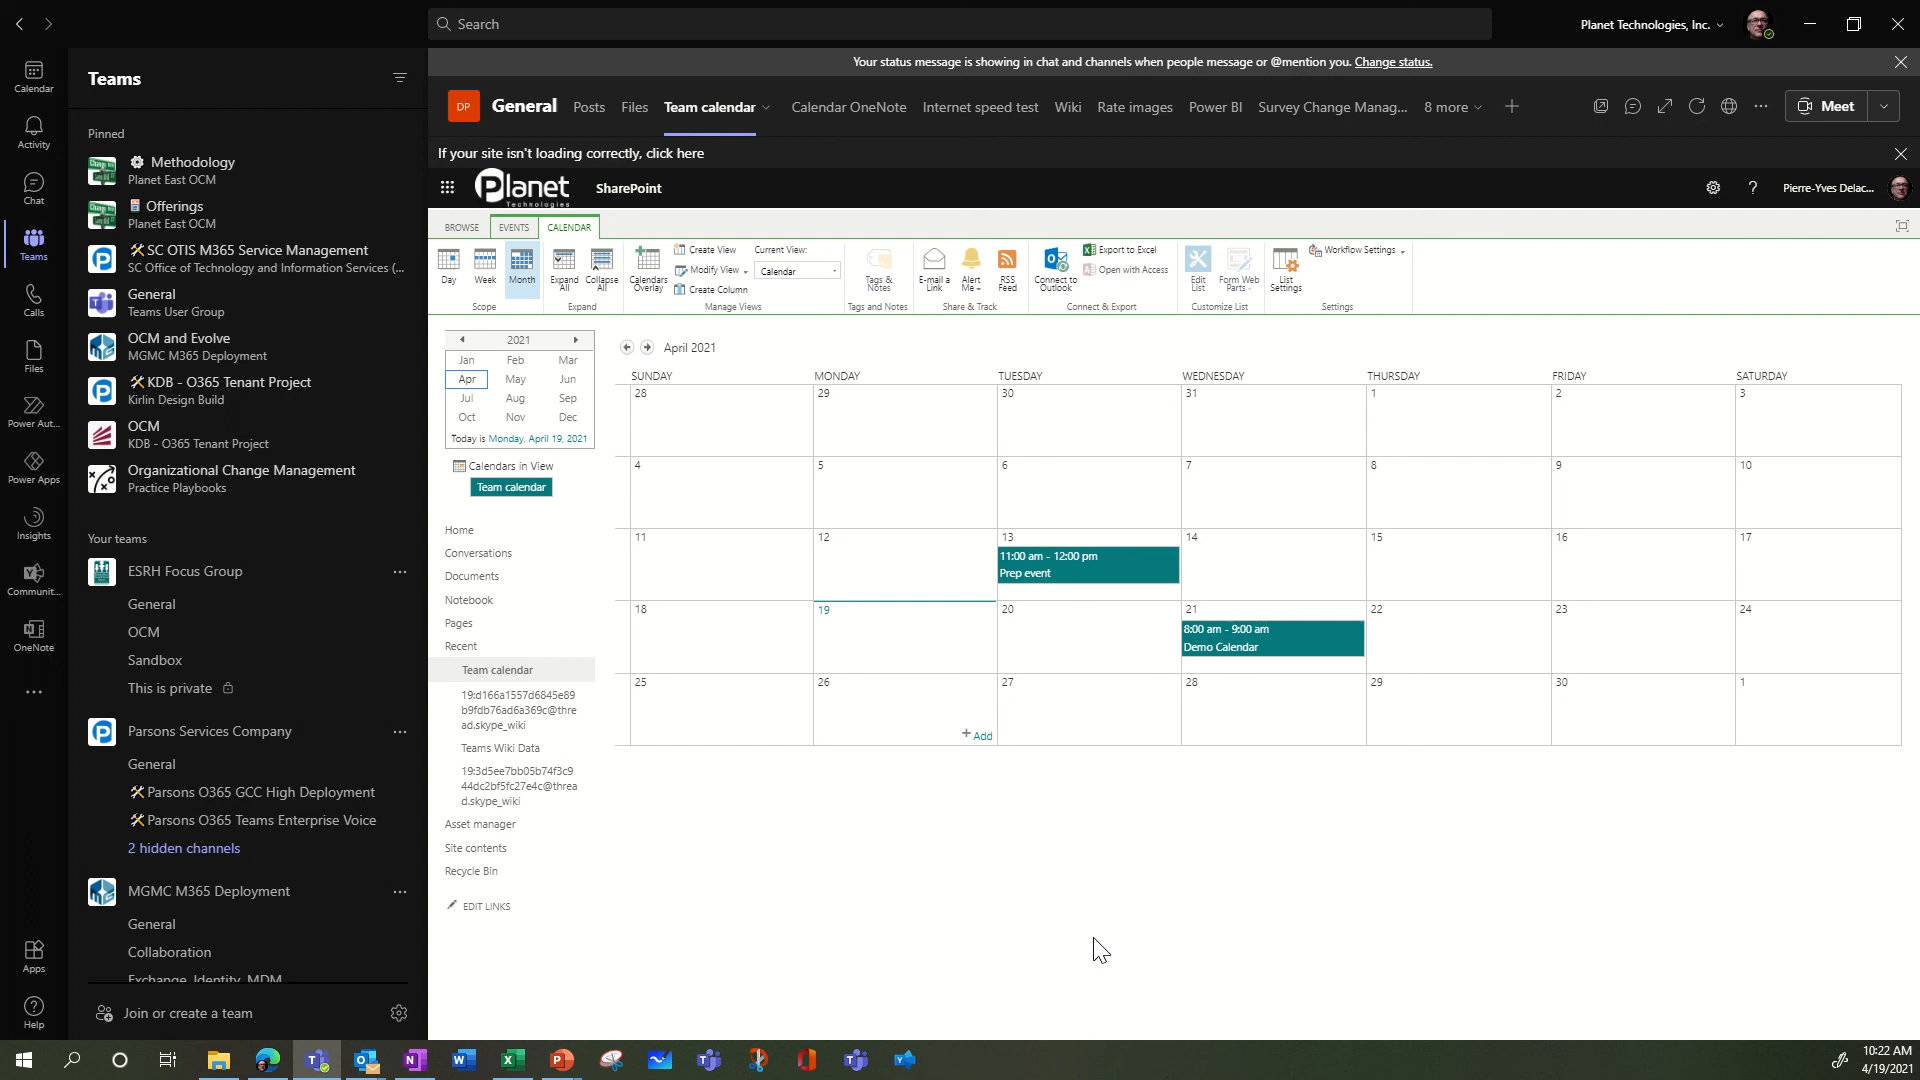 Search
Planet Technologies, Inc.
Calendar
Activity
Chat
Teams
Calls
Files
Power Aut...
Power Apps
Insights
Communit...
OneNote
Apps
Help
Teams
Pinned
Methodology
Planet East OCM
Offerings
Planet East OCM
SC OTIS M365 Service Management
SC Office of Technology and Information Services (...
General
Teams User Group
OCM and Evolve
MGMC M365 Deployment
KDB - O365 Tenant Project
Kirlin Design Build
OCM
KDB - O365 Tenant Project
Organizational Change Management
Practice Playbooks
Your teams
ESRH Focus Group
General
OCM
Sandbox
This is private
Parsons Services Company
General
Parsons O365 GCC High Deployment
Parsons O365 Teams Enterprise Voice
2 hidden channels
MGMC M365 Deployment
General
Collaboration
Exchange, Identity, MDM
Join or create a team
Your status message is showing in chat and channels when people message or @mention you. Change status.
DP General Posts Files Team calendar Calendar OneNote Internet speed test Wiki Rate images Power BI Survey Change Manag... 8 more Meet
If your site isn't loading correctly, click here
Planet Technologies SharePoint Pierre-Yves Delac...
BROWSE EVENTS CALENDAR
Day Week Month Expand All Collapse All Calendars Overlay Create View Modify View Create Column Current View: Calendar Tags & Notes E-mail a Link Alert Me RSS Feed Connect to Outlook Export to Excel Open with Access Edit List Form Web Parts List Settings Workflow Settings
Scope Expand Manage Views Tags and Notes Share & Track Connect & Export Customize List Settings
2021
Jan Feb Mar
Apr May Jun
Jul Aug Sep
Oct Nov Dec
Today is Monday, April 19, 2021
Calendars in View
Team calendar
Home
Conversations
Documents
Notebook
Pages
Recent
Team calendar
19:d166a1557d6845e89
b9fdb76ad6a369c@thre
ad.skype_wiki
Teams Wiki Data
19:3d5ee7bb05b74f3c9
44dc2bf5fc27e4c@threa
d.skype_wiki
Asset manager
Site contents
Recycle Bin
EDIT LINKS
April 2021
SUNDAY MONDAY TUESDAY WEDNESDAY THURSDAY FRIDAY SATURDAY
28 29 30 31 1 2 3
4 5 6 7 8 9 10
11 12 13 14 15 16 17
11:00 am - 12:00 pm
Prep event
18 19 20 21 22 23 24
8:00 am - 9:00 am
Demo Calendar
25 26 27 28 29 30 1
Add
10:22 AM
4/19/2021